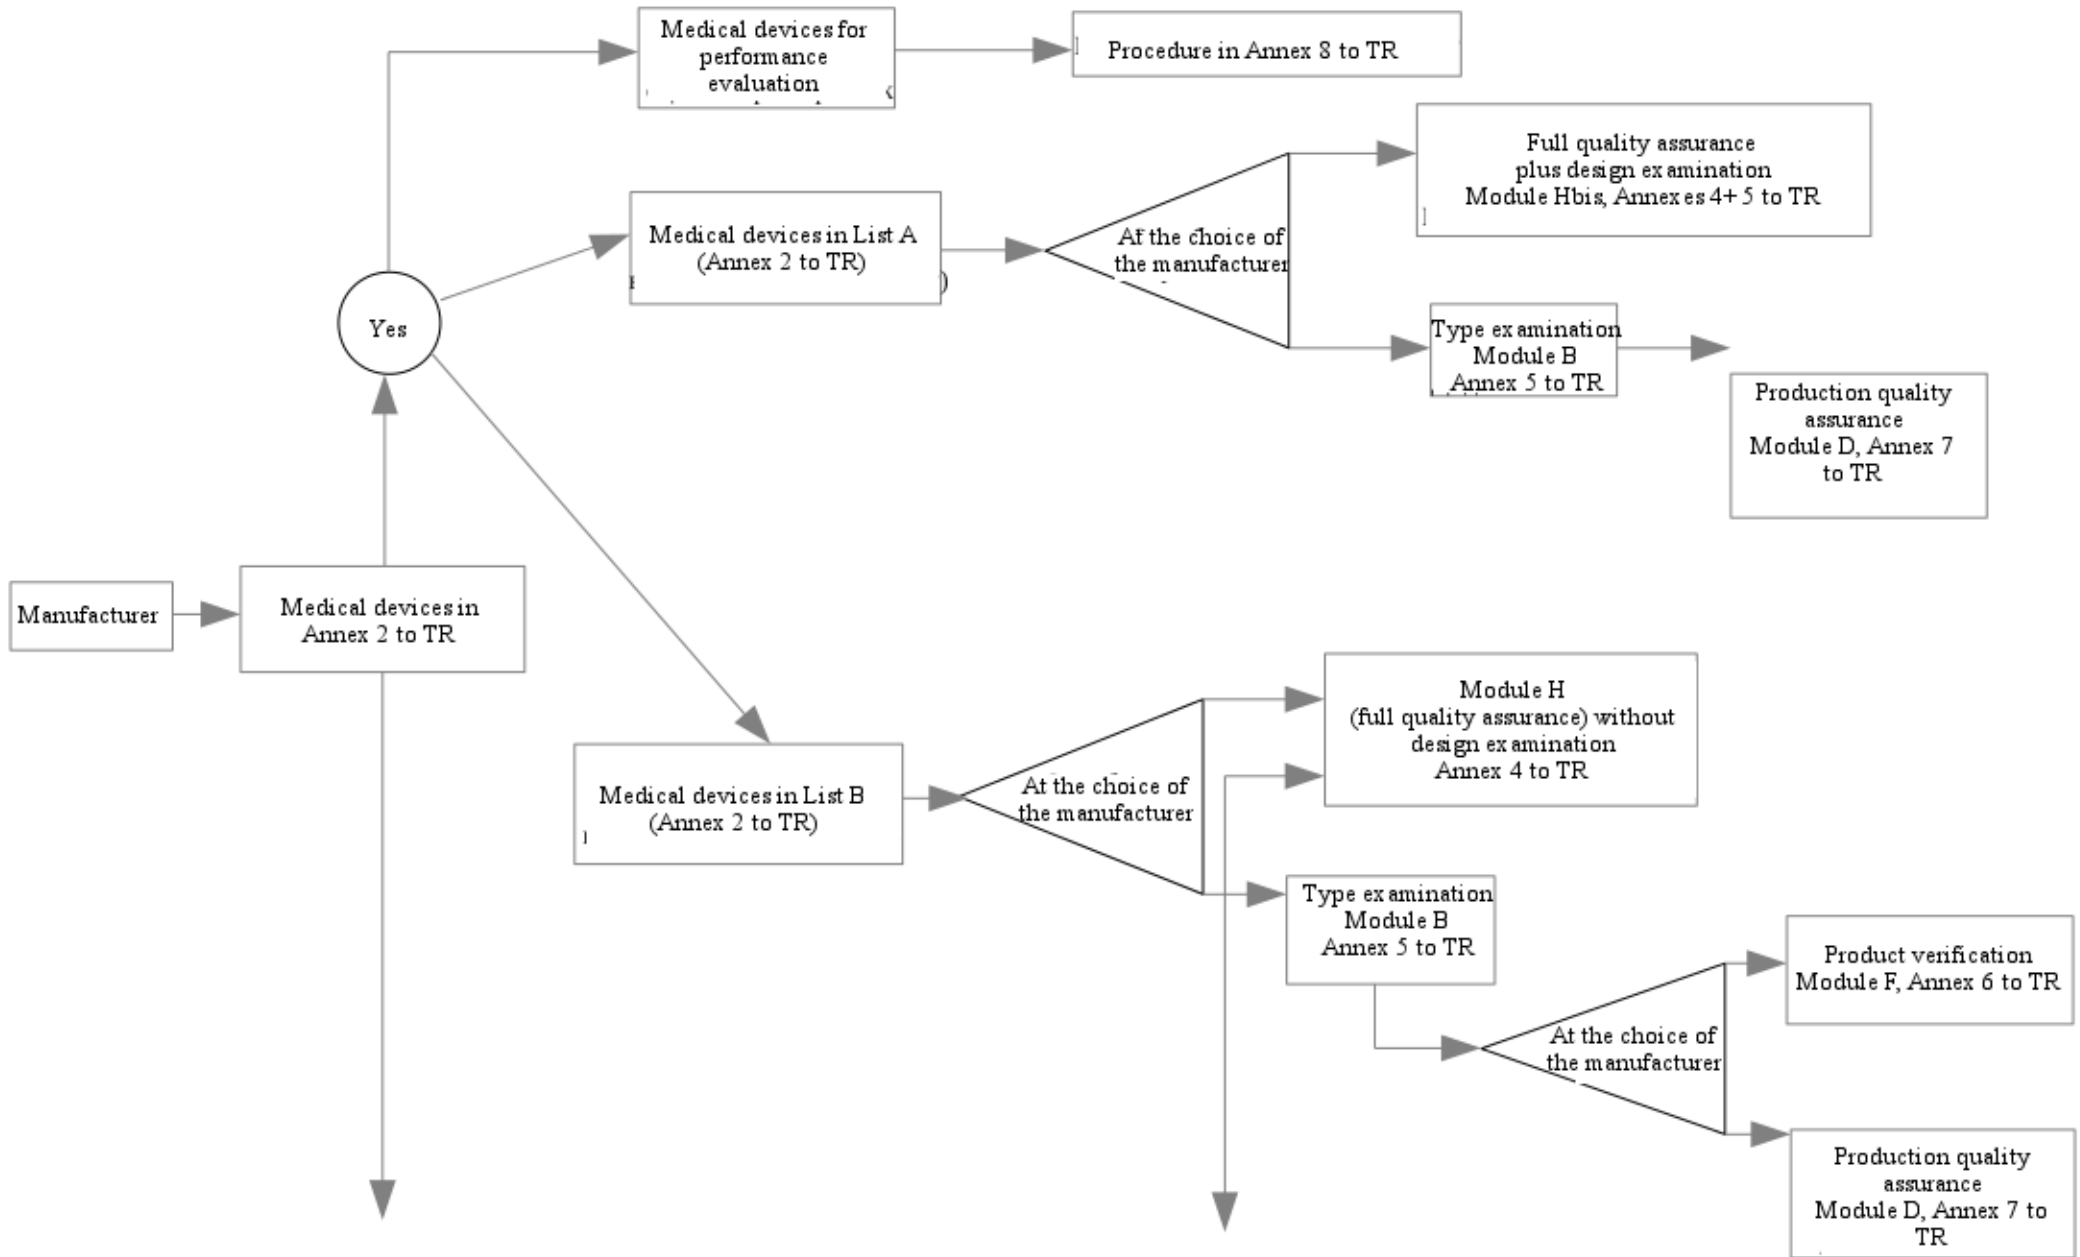 Medical devices for
performance
evaluation
Procedure in Annex 8 to TR
Full quality assurance
plus design examination
Module Hbis, Annexes 4+5 to TR
Medical devices in List A
(Annex 2 to TR)
At the choice of
the manufacturer
Yes
Type examination
Module B
Annex 5 to TR
Production quality
assurance
Module D, Annex 7
to TR
Manufacturer
Medical devices in
Annex 2 to TR
Module H
(full quality assurance) without
design examination
Annex 4 to TR
Medical devices in List B
(Annex 2 to TR)
At the choice of
the manufacturer
Type examination
Module B
Annex 5 to TR
Product verification
Module F, Annex 6 to TR
At the choice of
the manufacturer
Production quality
assurance
Module D, Annex 7 to
TR